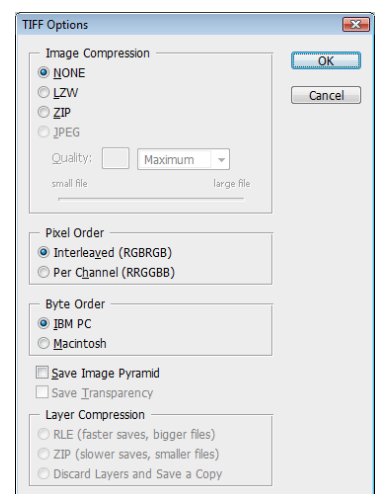 TIFF Options
Image Compression
NONE
LZW
ZIP
JPEG
Quality: Maximum
small file large file
OK
Cancel
Pixel Order
Interleaved (RGBRGB)
Per Channel (RRGGBB)
Byte Order
IBM PC
Macintosh
Save Image Pyramid
Save Transparency
Layer Compression
RLE (faster saves, bigger files)
ZIP (slower saves, smaller files)
Discard Layers and Save a Copy